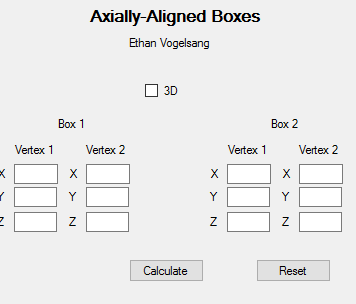 Axially-Aligned Boxes
Ethan Vogelsang
3D
Box 1 Box 2
Vertex 1 Vertex 2 Vertex 1 Vertex 2
X X X X
Y Y Y Y
Z Z Z Z
Calculate Reset